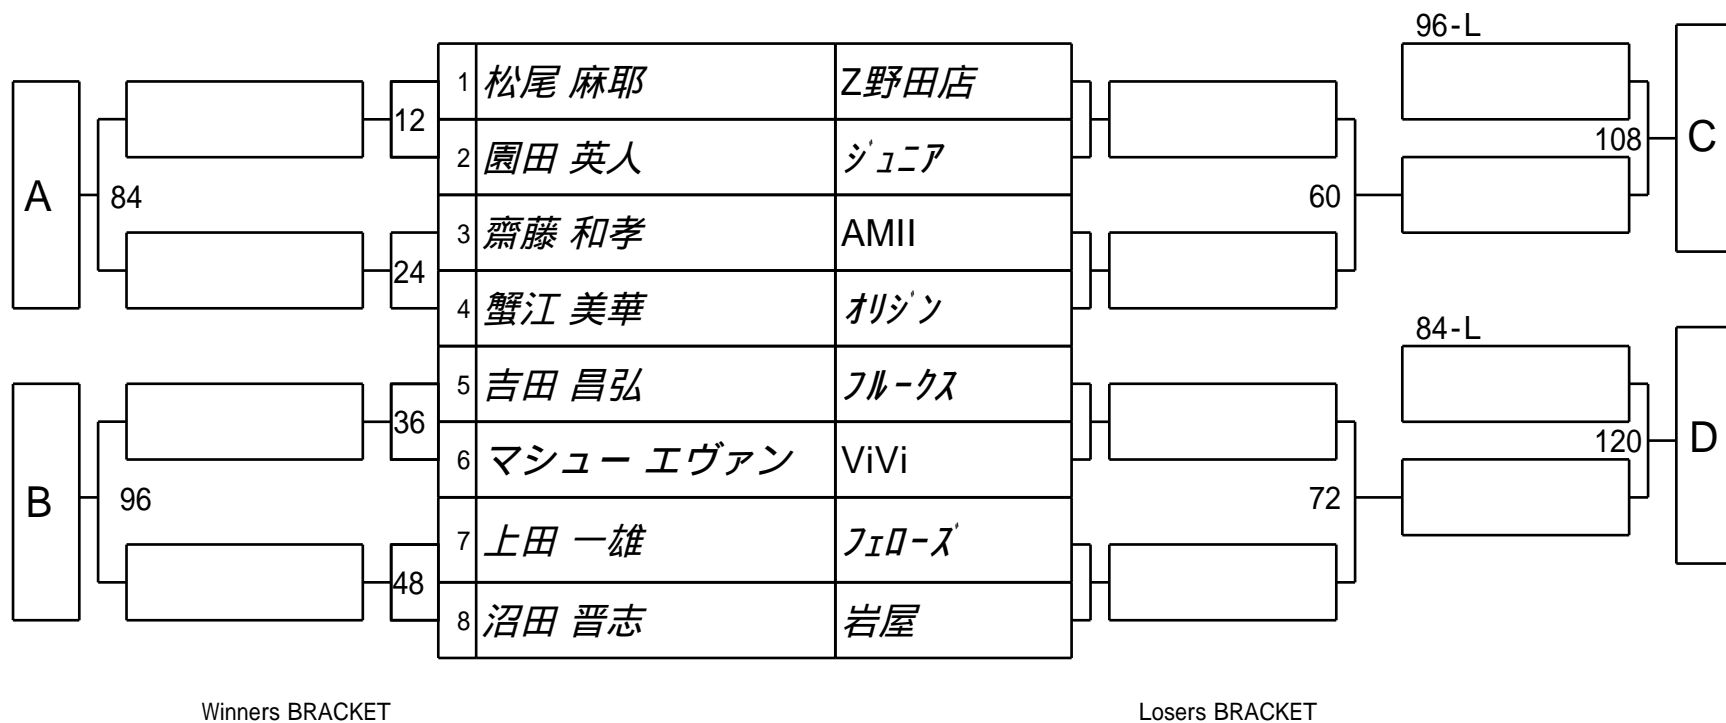 96-L
1 松尾 麻耶 Z野田店
12
108 C
2 園田 英人 ｼﾞｭﾆｱ
A 84 60
3 齋藤 和孝 AMII
24
4 蟹江 美華 ｵﾘｼﾞﾝ
84-L
5 吉田 昌弘 ﾌﾙｰｸｽ
36
120 D
6 マシュー エヴァン ViVi
B 96 72
7 上田 一雄 ﾌｪﾛｰｽﾞ
48
8 沼田 晋志 岩屋
Winners BRACKET Losers BRACKET